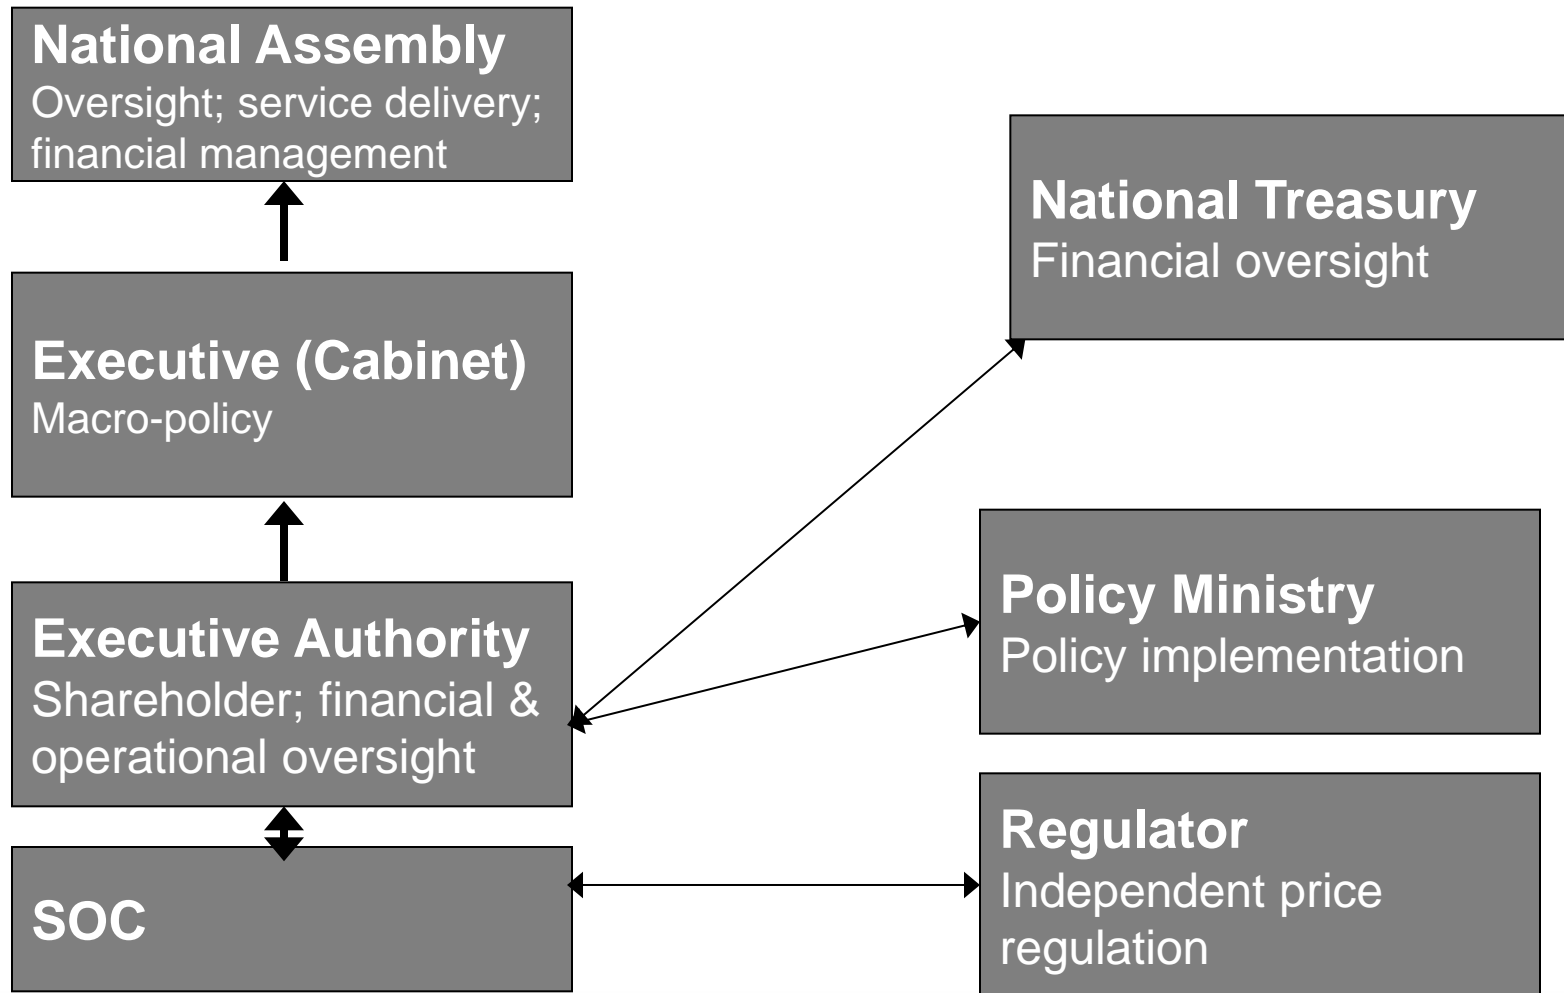 National Assembly
Oversight; service delivery;
financial management
National Treasury
Financial oversight
Executive (Cabinet)
Macro-policy
Policy Ministry
Policy implementation
Executive Authority
Shareholder; financial &
operational oversight
Regulator
Independent price
regulation
SOC